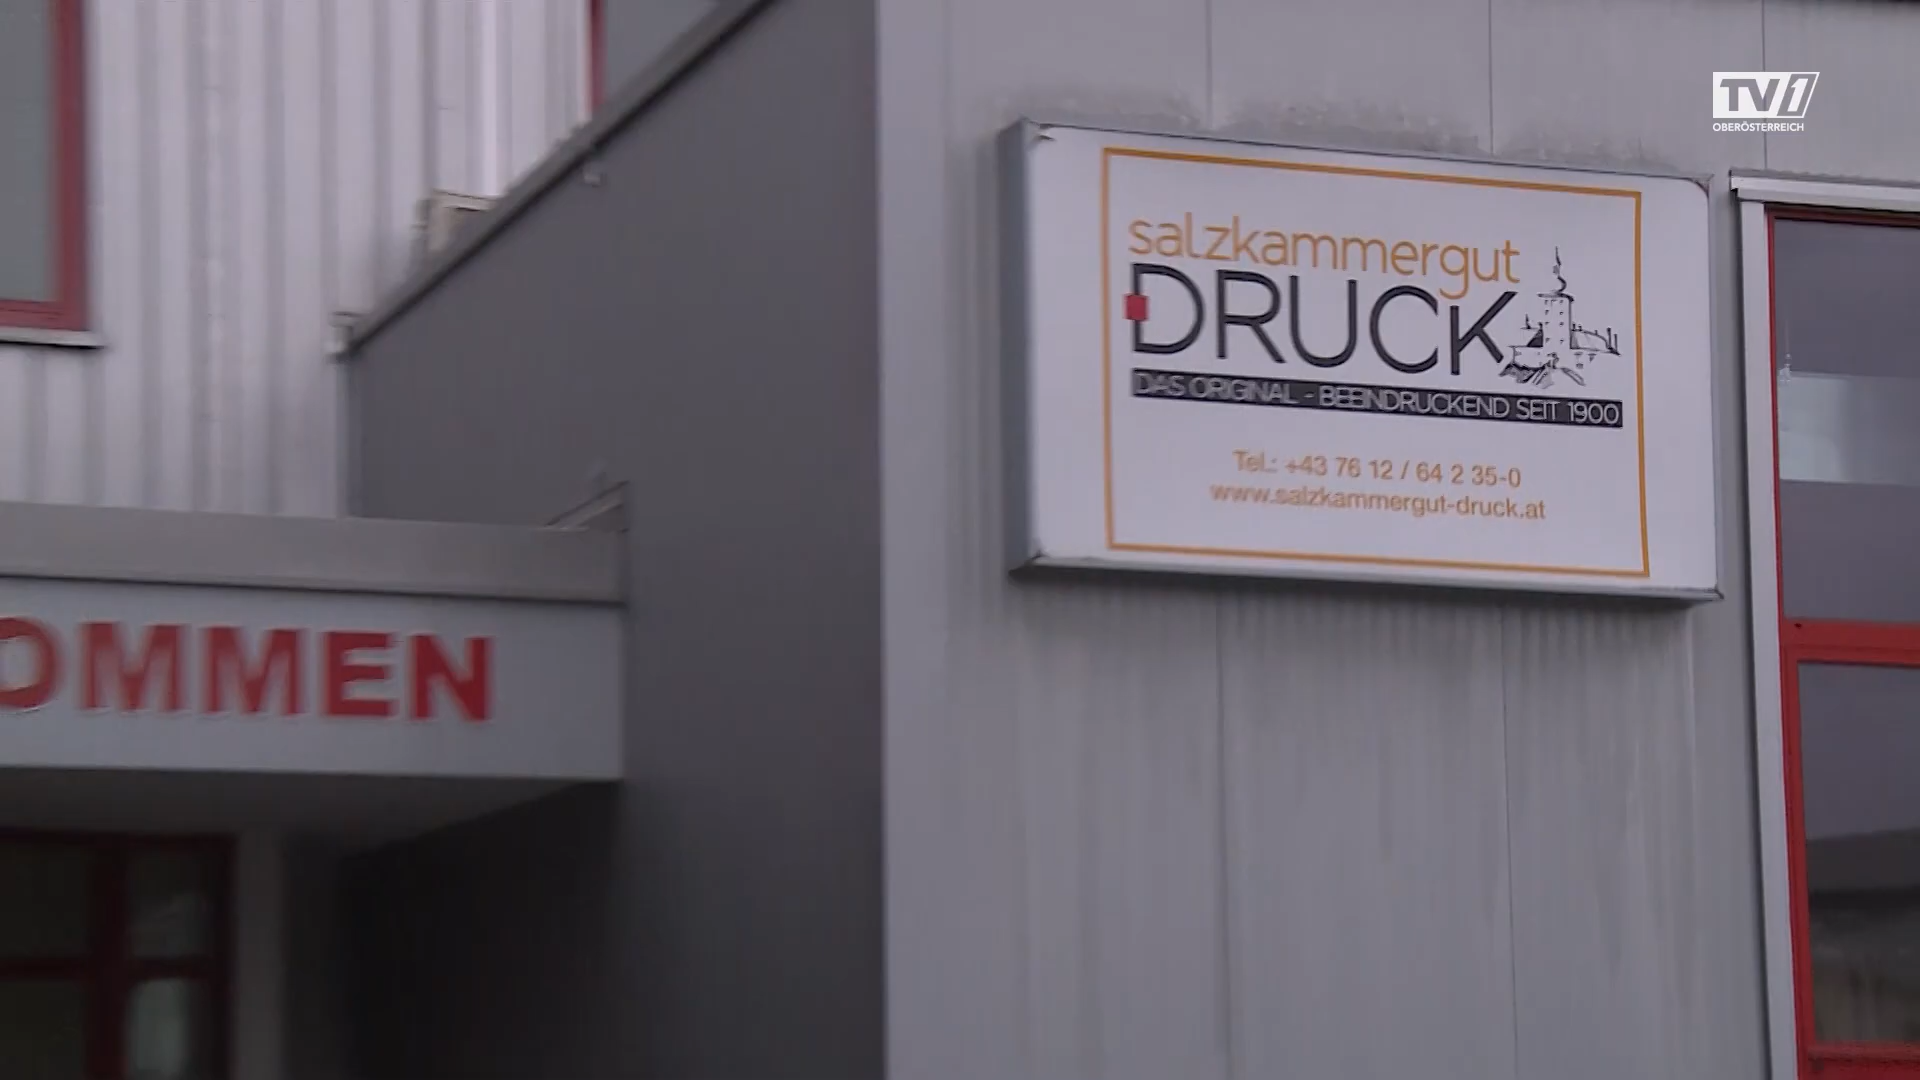 TV1
OBERÖSTERREICH
salzkammergut
DRUCK
DAS ORIGINAL - BEEINDRUCKEND SEIT 1900
Tel.: +43 76 12 / 64 2 35-0
www.salzkammergut-druck.at
OMMEN